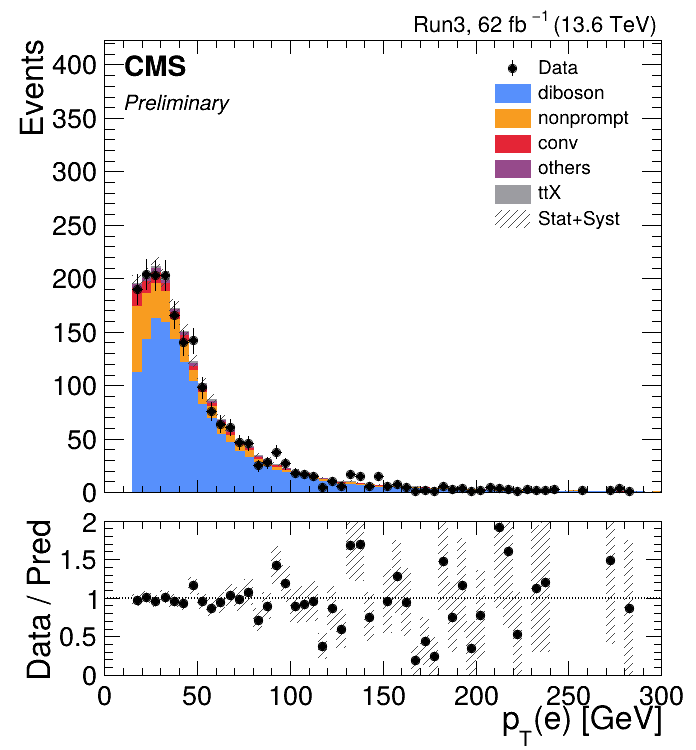 Run3, 62 fb⁻¹ (13.6 TeV)
Events
400
350
300
250
200
150
100
50
0
CMS
Preliminary
Data
diboson
nonprompt
conv
others
ttX
Stat+Syst
Data / Pred
2
1.5
1
0.5
0
0 50 100 150 200 250 300
p_T(e) [GeV]